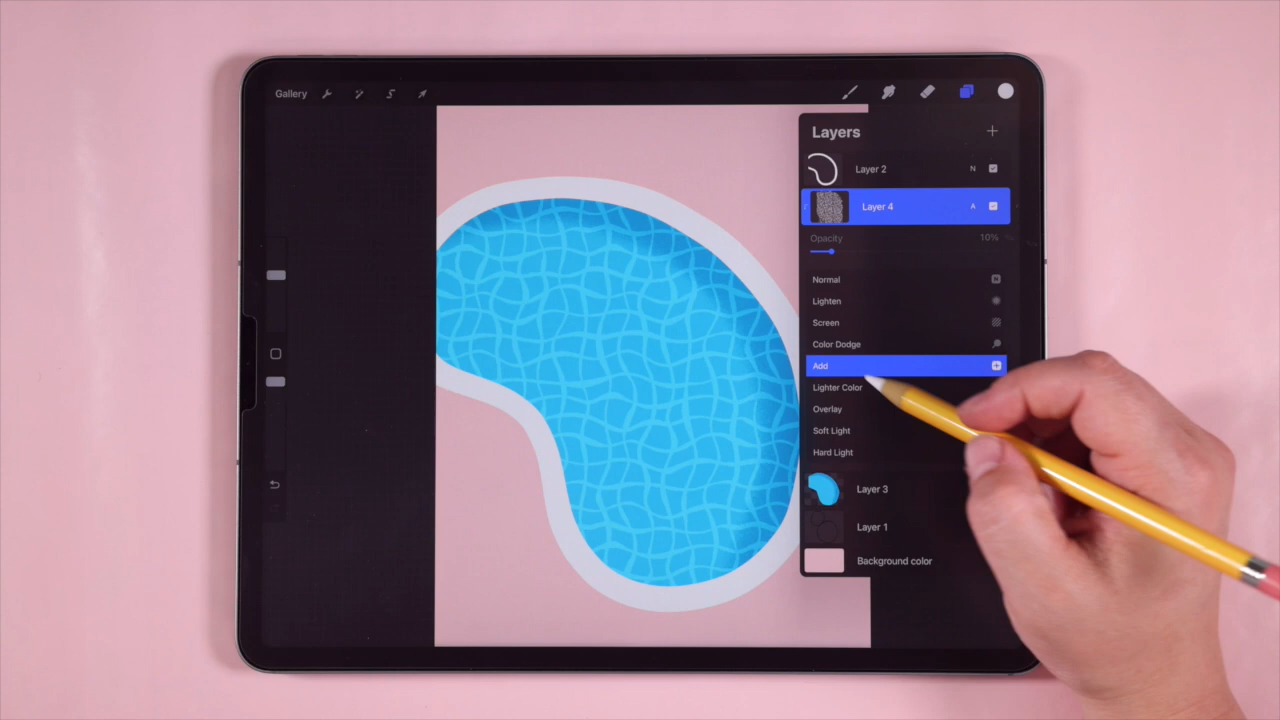 Gallery
Layers
Layer 2 N
Layer 4 A
Opacity 10%
Normal N
Lighten
Screen
Color Dodge
Add
Lighter Color
Overlay
Soft Light
Hard Light
Layer 3
Layer 1
Background color